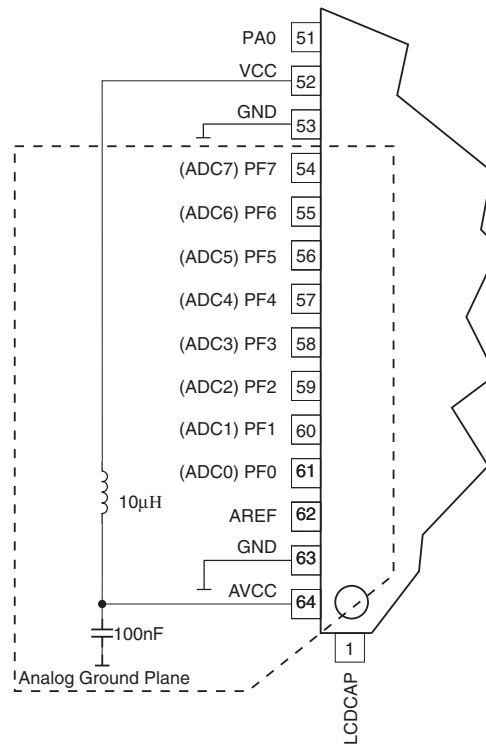 PA0 51
VCC 52
GND 53
(ADC7) PF7 54
(ADC6) PF6 55
(ADC5) PF5 56
(ADC4) PF4 57
(ADC3) PF3 58
(ADC2) PF2 59
(ADC1) PF1 60
(ADC0) PF0 61
10μH
AREF 62
GND 63
AVCC 64
100nF
1
Analog Ground Plane
LCDCAP